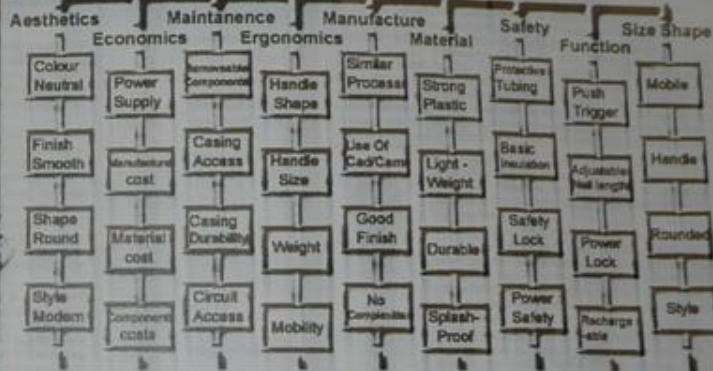 Aesthetics
Economics
Maintanence
Ergonomics
Manufacture
Material
Safety
Function
Size Shape
Colour
Neutral
Finish
Smooth
Shape
Round
Style
Modern
Power
Supply
Manufacture
cost
Material
cost
Component
costs
Removeable
Components
Casing
Access
Casing
Durability
Circuit
Access
Handle
Shape
Handle
Size
Weight
Mobility
Similar
Process
Use Of
Cad/Cam
Good
Finish
No
Strong
Plastic
Light -
Weight
Durable
Splash-
Proof
Protective
Tubing
Basic
Insulation
Safety
Lock
Power
Safety
Push
Trigger
Adjustable
Nail length
Power
Lock
Recharge
-able
Mobile
Handle
Rounded
Style